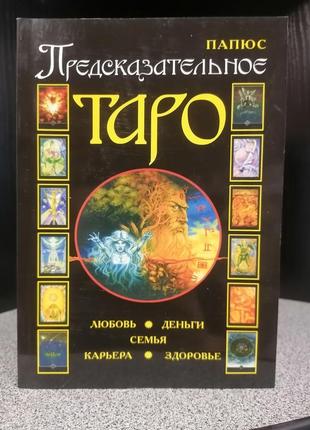 ПАПЮС
ПРЕДСКАЗАТЕЛЬНОЕ
ТАРО
ЛЮБОВЬ • ДЕНЬГИ
СЕМЬЯ
КАРЬЕРА • ЗДОРОВЬЕ